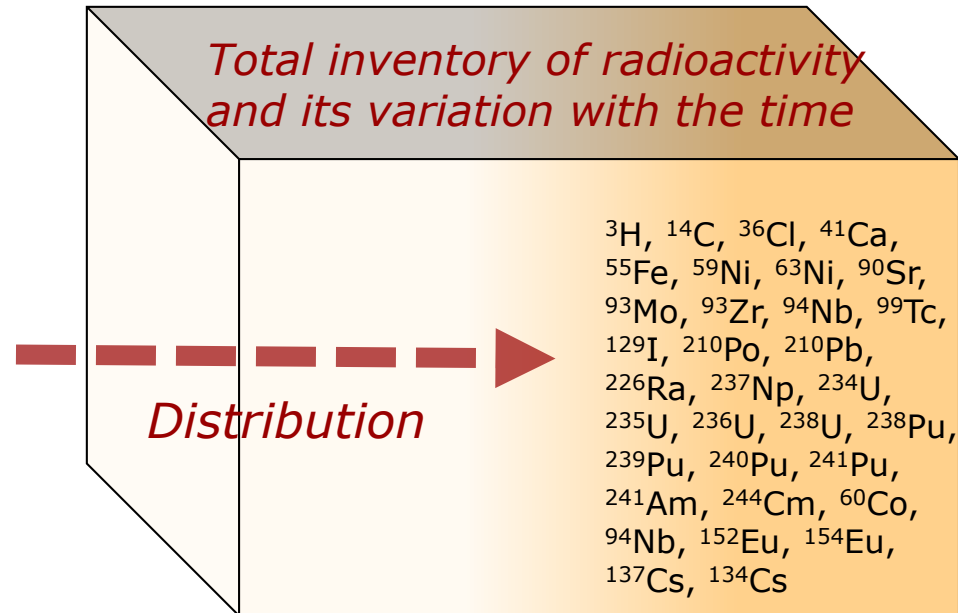 Total inventory of radioactivity
and its variation with the time
³H, ¹⁴C, ³⁶Cl, ⁴¹Ca,
⁵⁵Fe, ⁵⁹Ni, ⁶³Ni, ⁹⁰Sr,
⁹³Mo, ⁹³Zr, ⁹⁴Nb, ⁹⁹Tc,
¹²⁹I, ²¹⁰Po, ²¹⁰Pb,
²²⁶Ra, ²³⁷Np, ²³⁴U,
²³⁵U, ²³⁶U, ²³⁸U, ²³⁸Pu,
²³⁹Pu, ²⁴⁰Pu, ²⁴¹Pu,
²⁴¹Am, ²⁴⁴Cm, ⁶⁰Co,
⁹⁴Nb, ¹⁵²Eu, ¹⁵⁴Eu,
¹³⁷Cs, ¹³⁴Cs
Distribution